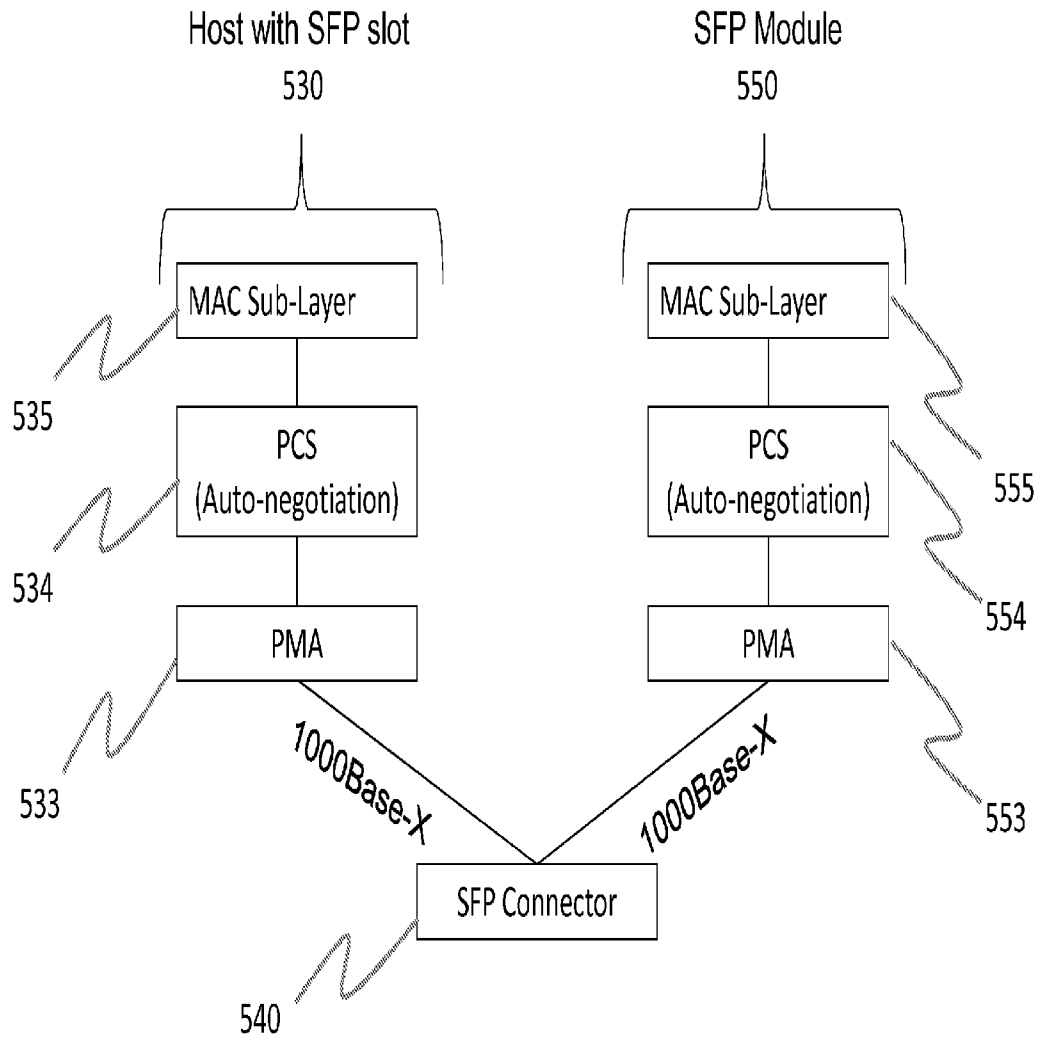 Host with SFP slot
530
SFP Module
550
MAC Sub-Layer
MAC Sub-Layer
535
555
PCS
(Auto-negotiation)
PCS
(Auto-negotiation)
534
554
PMA
PMA
533
553
1000Base-X
1000Base-X
SFP Connector
540